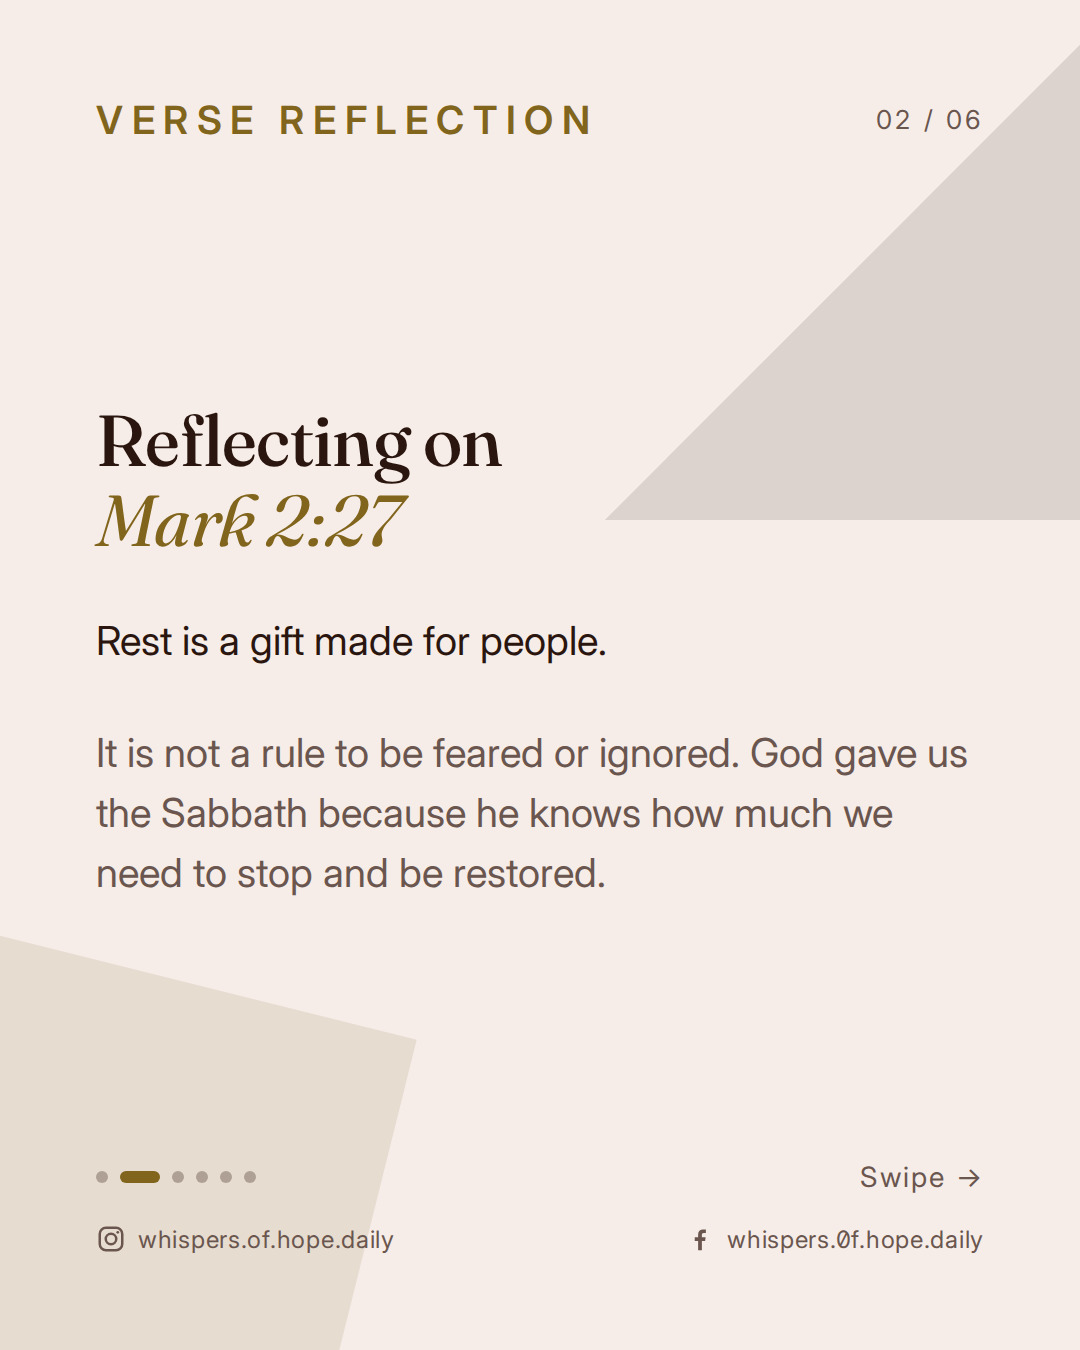 VERSE REFLECTION
02 / 06
Reflecting on
Mark 2:27
Rest is a gift made for people.
It is not a rule to be feared or ignored. God gave us
the Sabbath because he knows how much we
need to stop and be restored.
Swipe →
whispers.of.hope.daily
whispers.0f.hope.daily